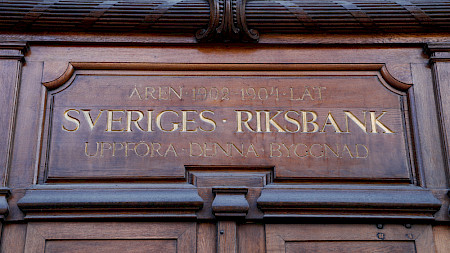 ÅREN·1902-1904·LÄT
SVERIGES·RIKSBANK
UPPFÖRA·DENNA·BYGGNAD